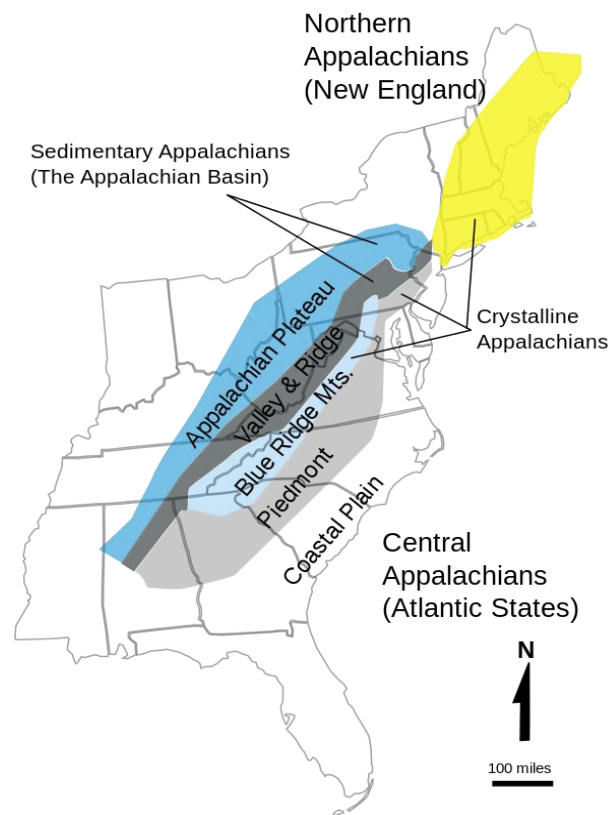 Northern
Appalachians
(New England)
Sedimentary Appalachians
(The Appalachian Basin)
Crystalline
Appalachians
Appalachian Plateau
Valley & Ridge
Blue Ridge Mts.
Piedmont
Coastal Plain
Central
Appalachians
(Atlantic States)
N
100 miles